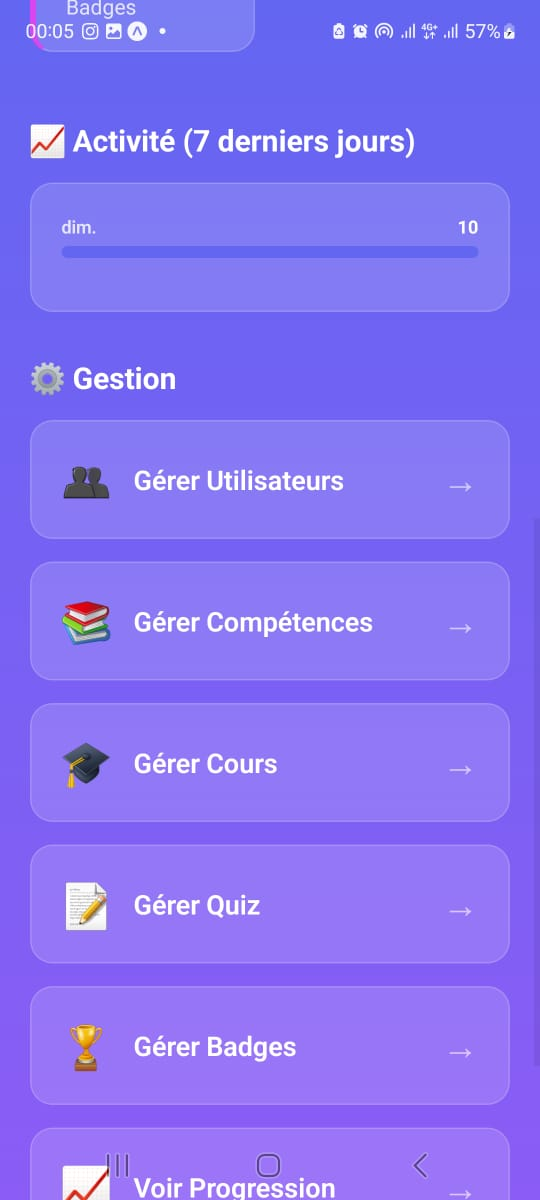 Badges
00:05
4G+
57%
📈 Activité (7 derniers jours)
dim. 10
⚙️ Gestion
👥 Gérer Utilisateurs →
📚 Gérer Compétences →
🎓 Gérer Cours →
📝 Gérer Quiz →
🏆 Gérer Badges →
📈 Voir Progression →